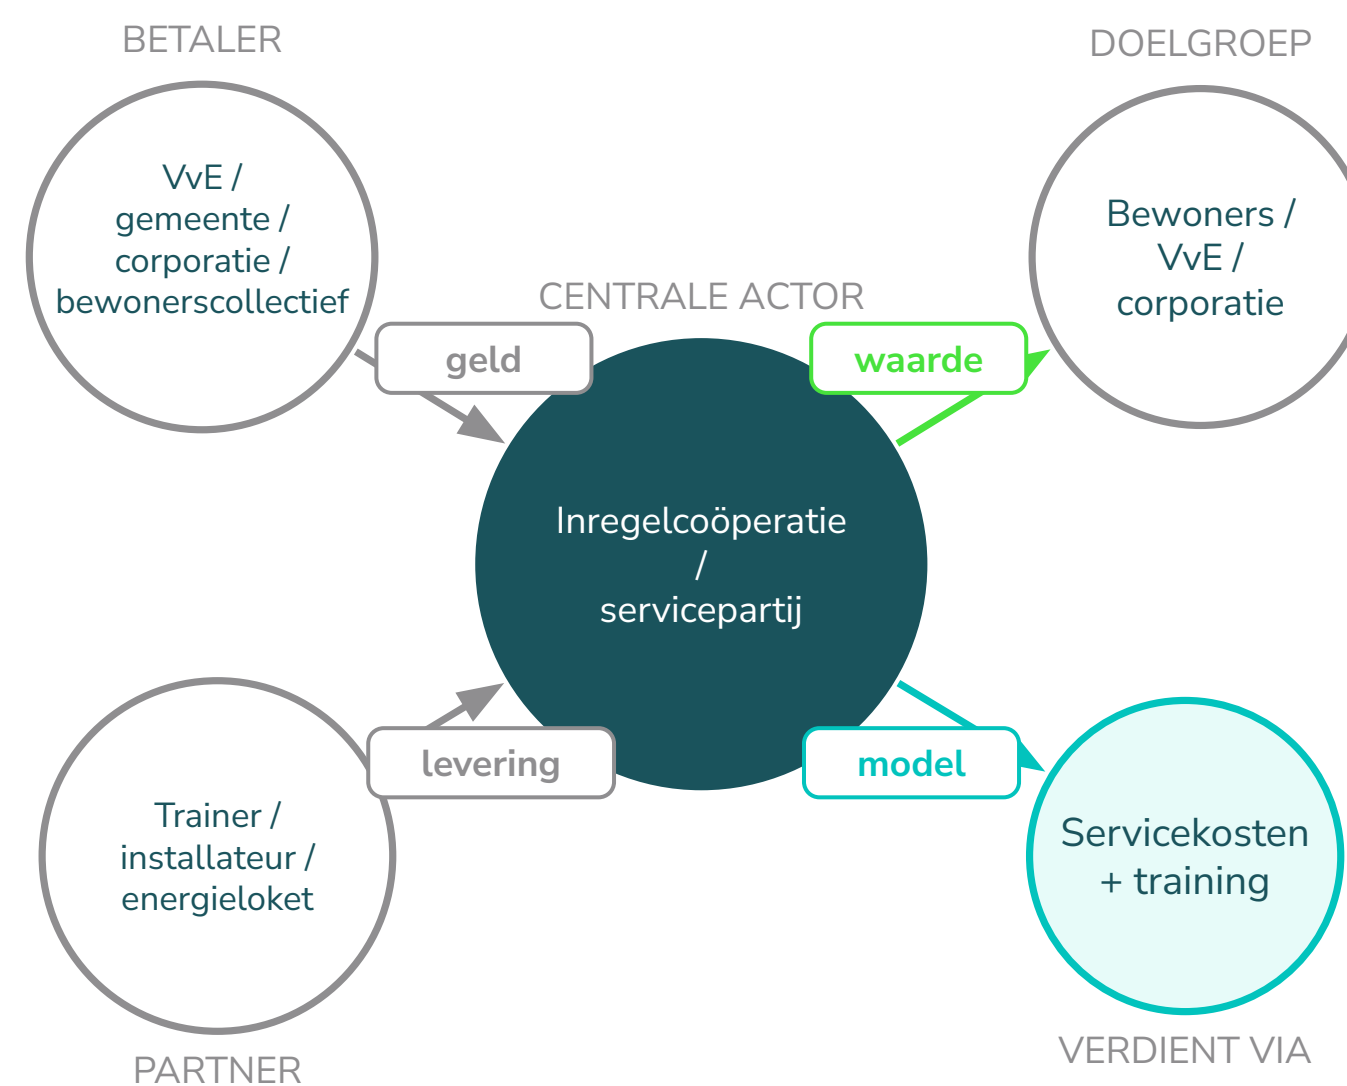 BETALER
VvE /
gemeente /
corporatie /
bewonerscollectief
DOELGROEP
Bewoners /
VvE /
corporatie
CENTRALE ACTOR
geld
waarde
Inregelcoöperatie
/
servicepartij
levering
model
Trainer /
installateur /
energieloket
PARTNER
Servicekosten
+ training
VERDIENT VIA